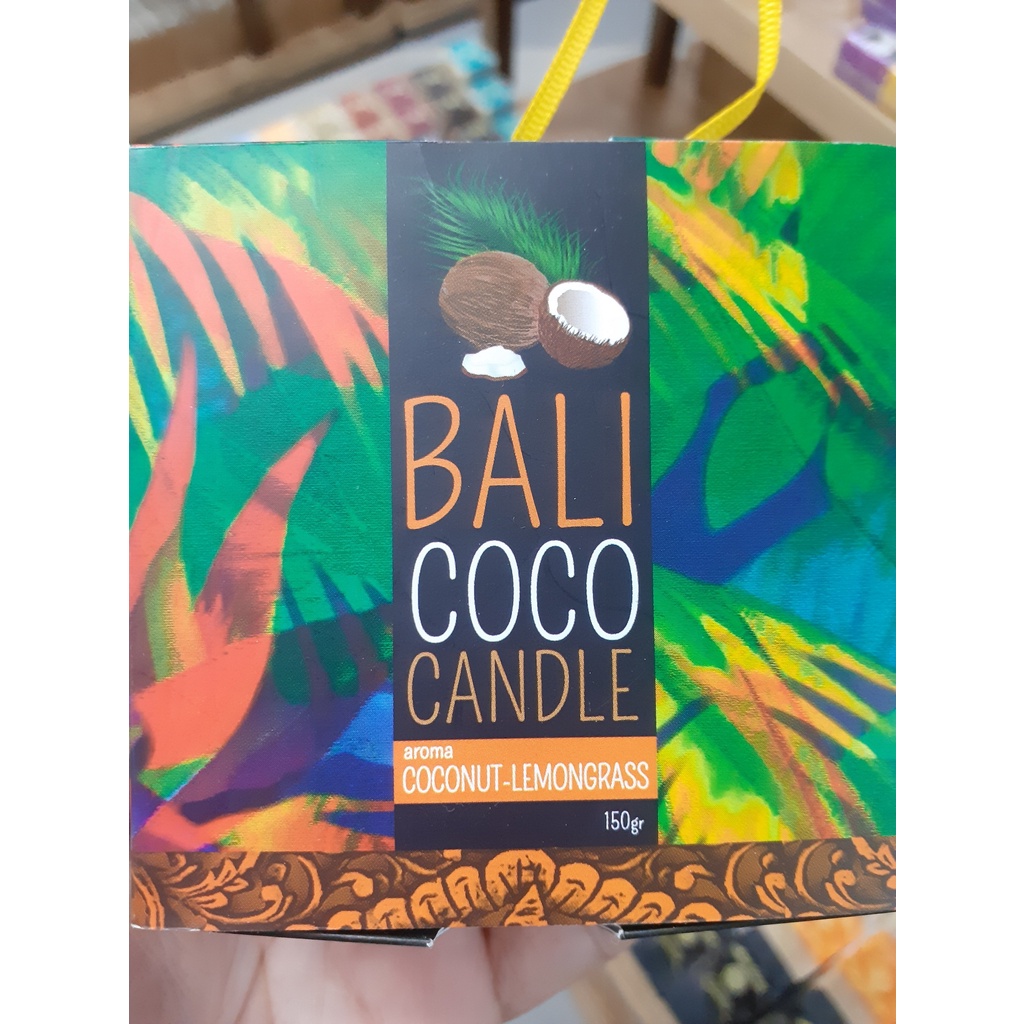 BALI
COCO
CANDLE
aroma
COCONUT-LEMONGRASS
150gr